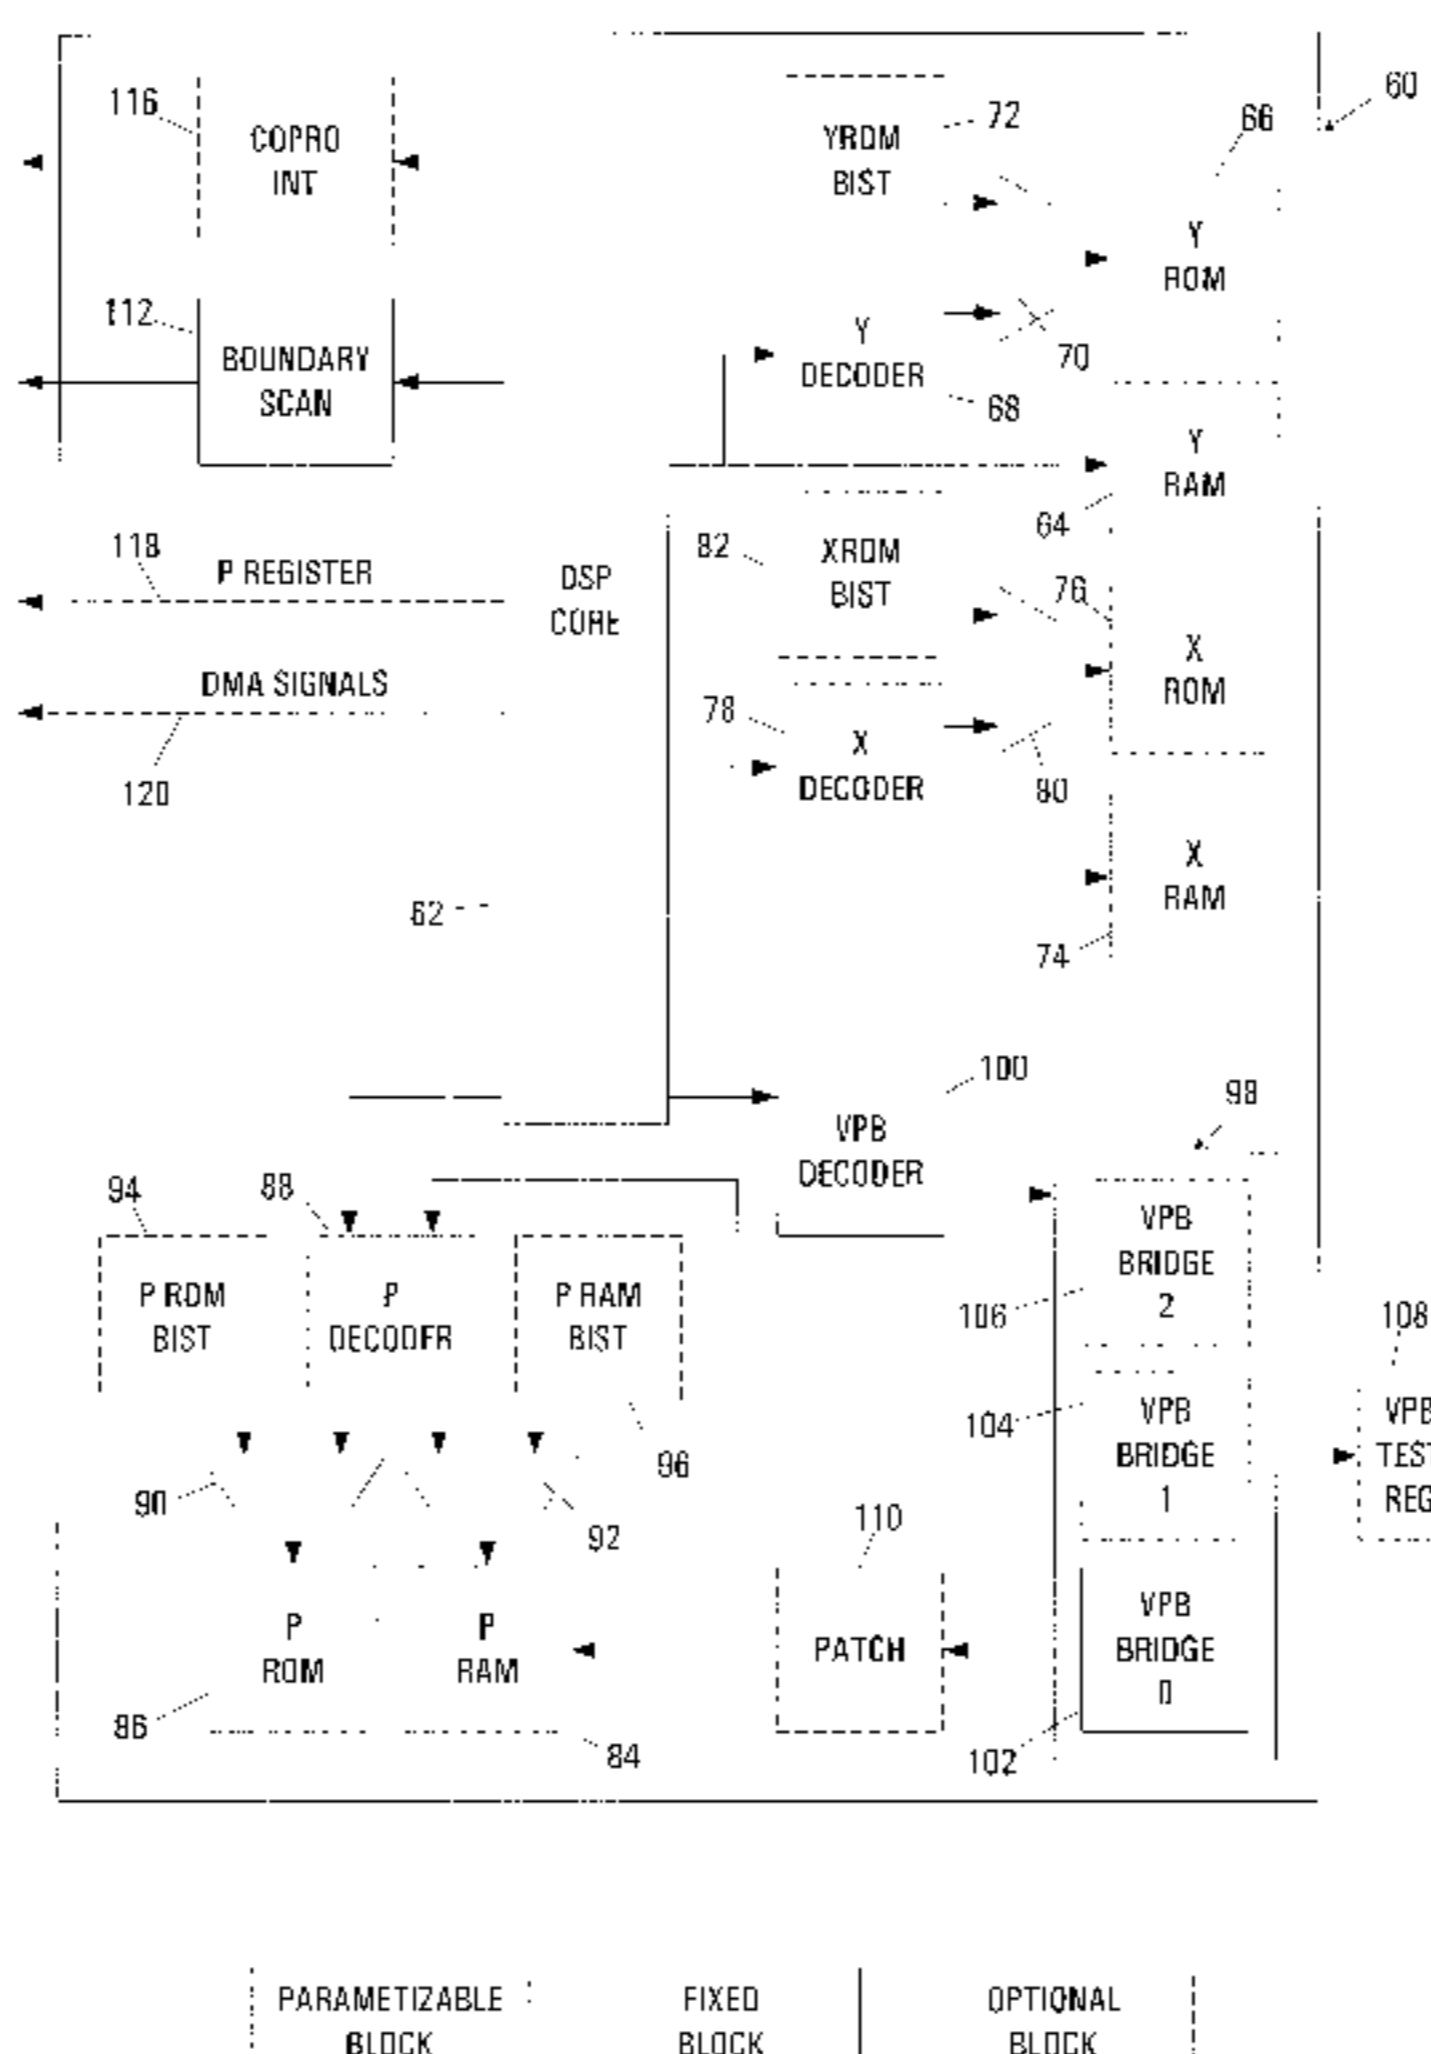 60
116
COPRO
INT
72
YROM
BIST
66
Y
ROM
112
BOUNDARY
SCAN
Y
DECODER
70
68
Y
RAM
64
118
P REGISTER
DSP
CORE
82
XROM
BIST
76
X
ROM
DMA SIGNALS
120
78
X
DECODER
80
X
RAM
62
74
100
98
VPB
DECODER
94
88
VPB
BRIDGE
2
P ROM
BIST
P
DECODER
P RAM
BIST
106
108
104
VPB
BRIDGE
1
VPB
TEST
REG
96
90
92
110
P
ROM
P
RAM
PATCH
VPB
BRIDGE
0
86
84
102
PARAMETIZABLE
BLOCK
FIXED
BLOCK
OPTIONAL
BLOCK